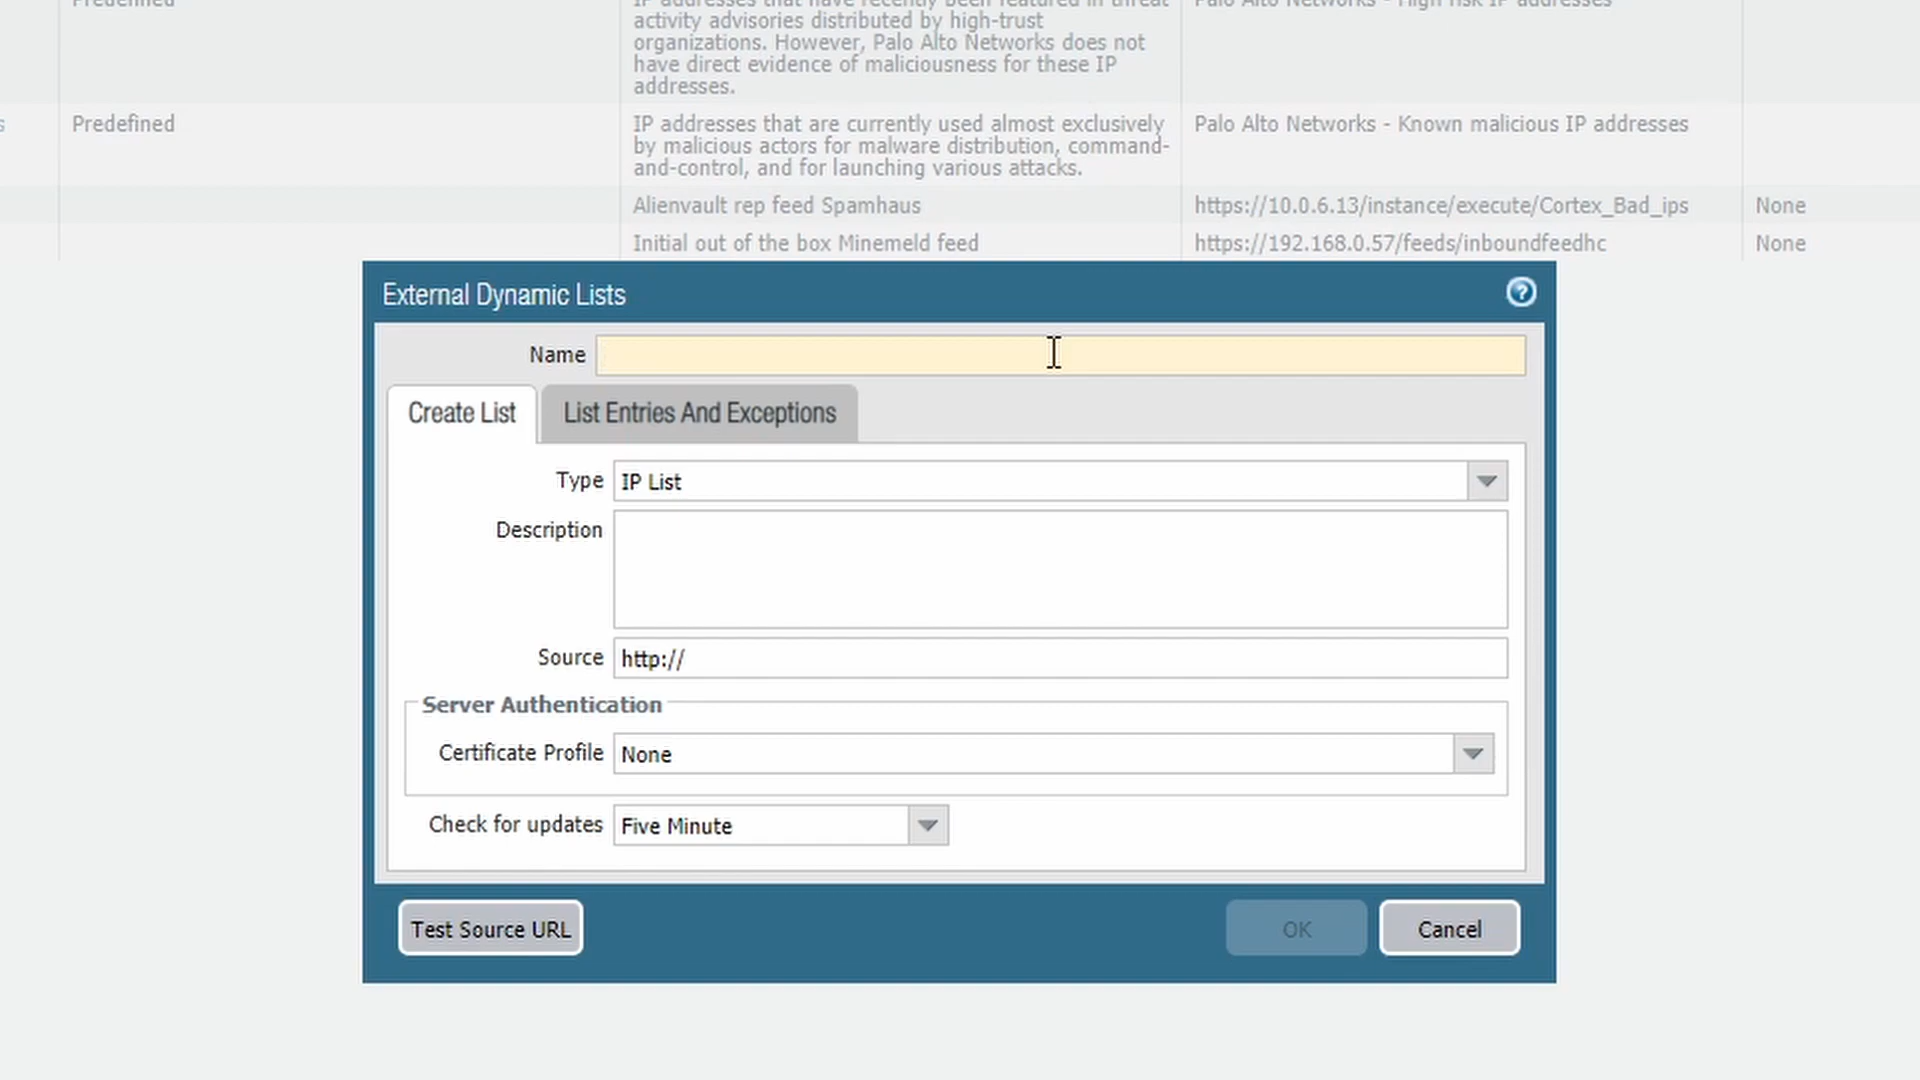 Predefined
IP addresses that have recently been featured in threat
activity advisories distributed by high-trust
organizations. However, Palo Alto Networks does not
have direct evidence of maliciousness for these IP
addresses.
Palo Alto Networks - High risk IP addresses
s
Predefined
IP addresses that are currently used almost exclusively
by malicious actors for malware distribution, command-
and-control, and for launching various attacks.
Palo Alto Networks - Known malicious IP addresses
Alienvault rep feed Spamhaus
https://10.0.6.13/instance/execute/Cortex_Bad_ips
None
Initial out of the box Minemeld feed
https://192.168.0.57/feeds/inboundfeedhc
None
External Dynamic Lists
?
Name
Create List
List Entries And Exceptions
Type
IP List
Description
Source
http://
Server Authentication
Certificate Profile
None
Check for updates
Five Minute
Test Source URL
OK
Cancel